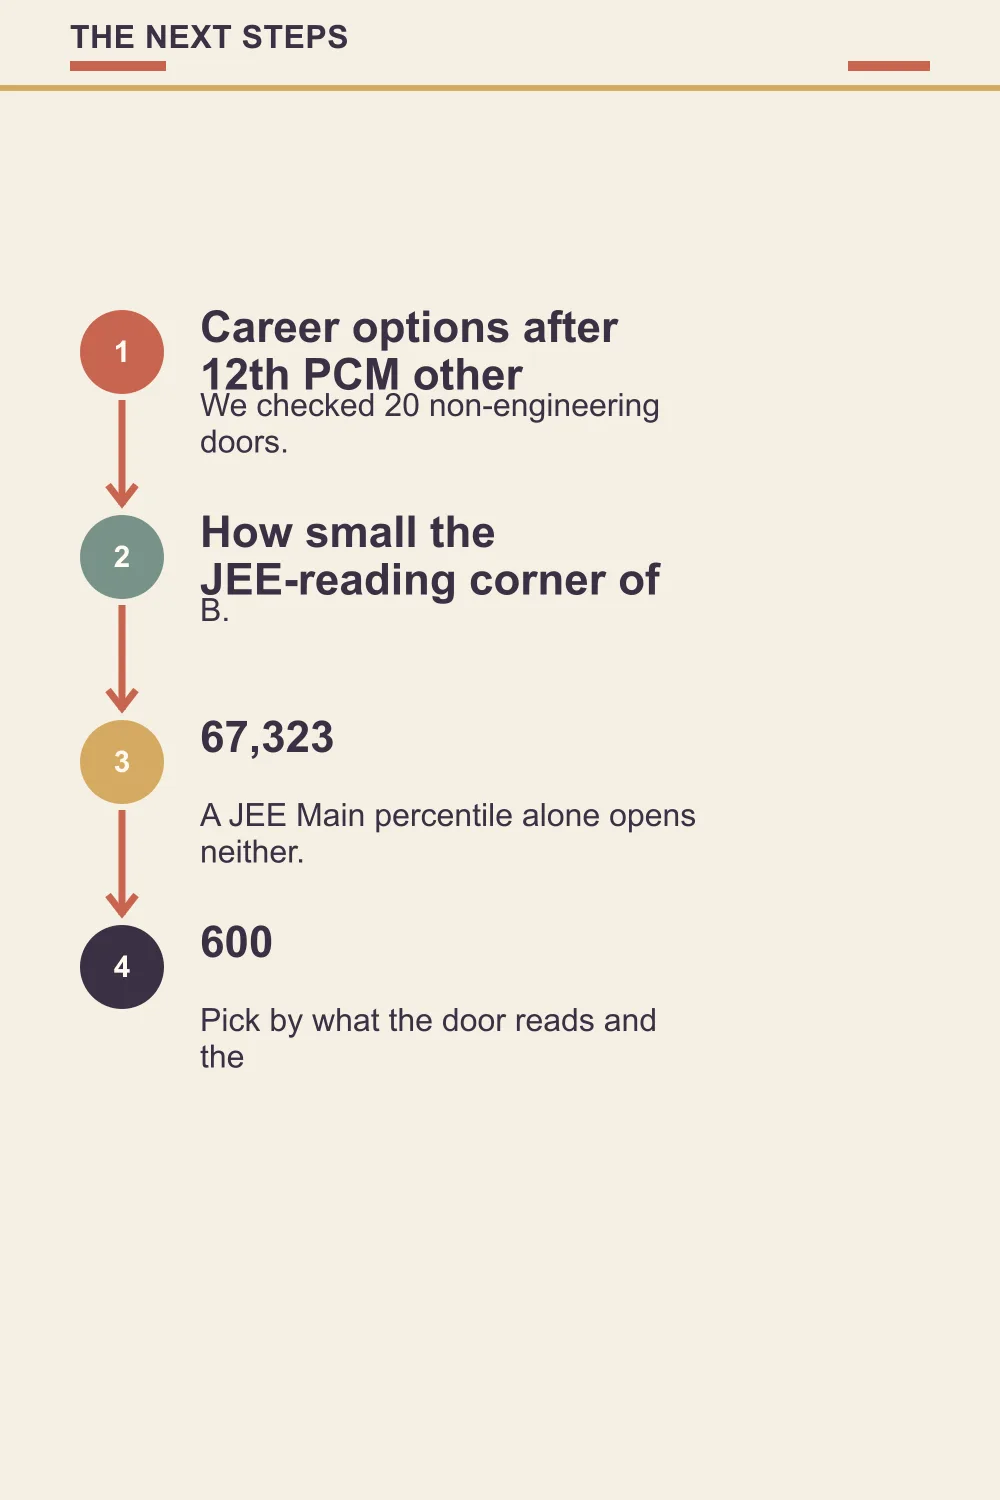 THE NEXT STEPS
1
Career options after
12th PCM other
We checked 20 non-engineering
doors.
2
How small the
JEE-reading corner of
B.
3
67,323
A JEE Main percentile alone opens
neither.
4
600
Pick by what the door reads and
the